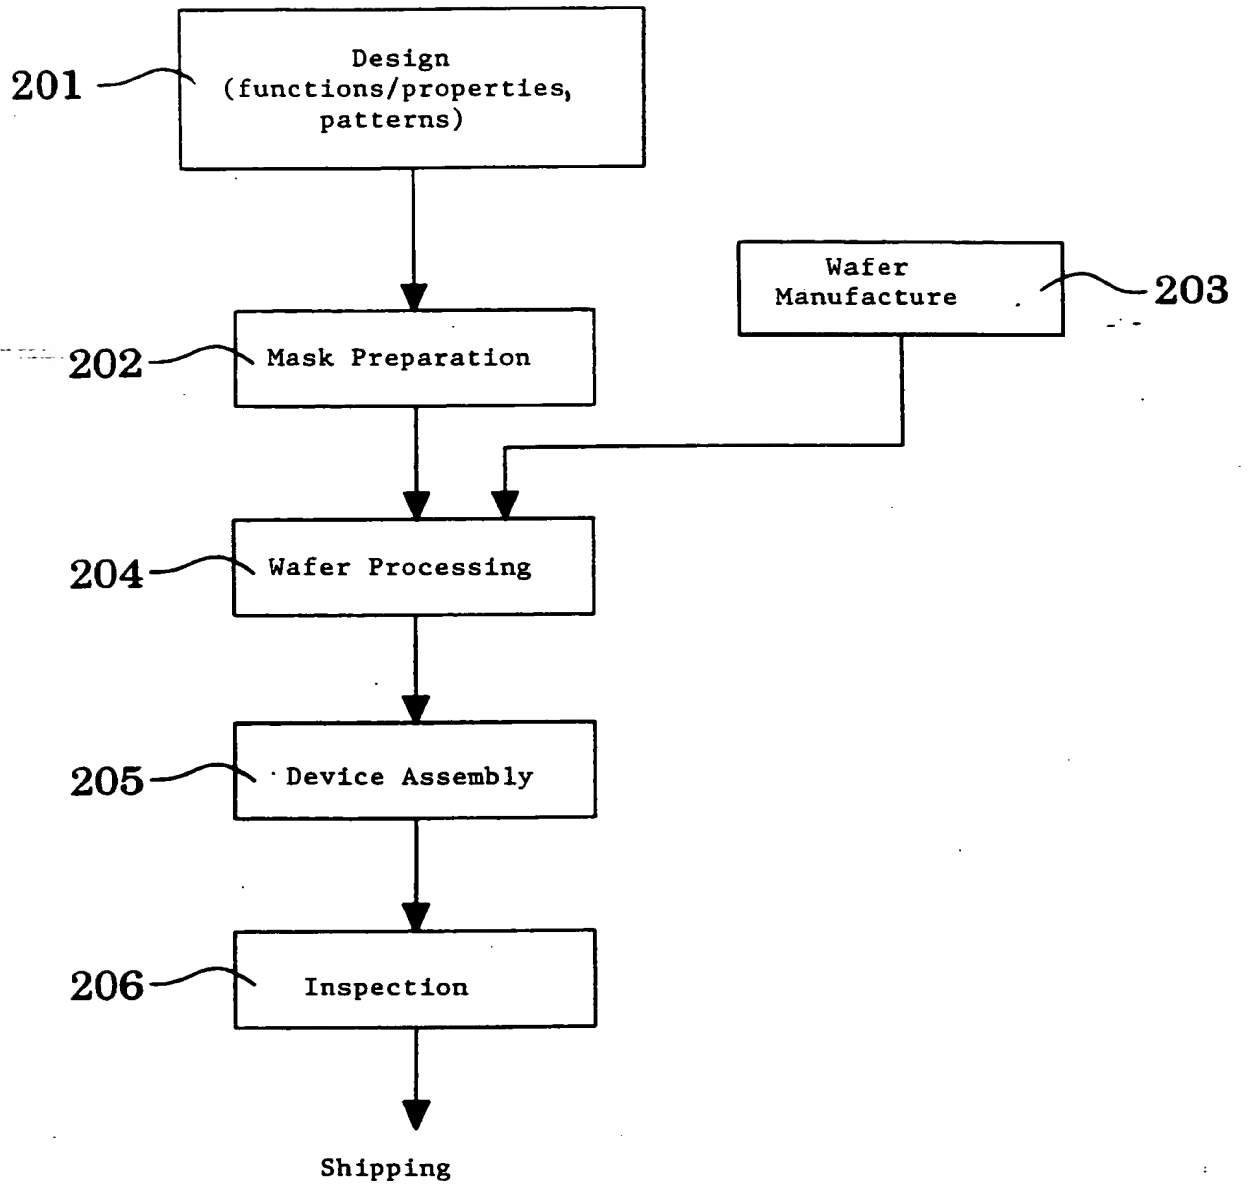 201
Design
(functions/properties,
patterns)
Wafer
Manufacture
203
202
Mask Preparation
204
Wafer Processing
205
Device Assembly
206
Inspection
Shipping